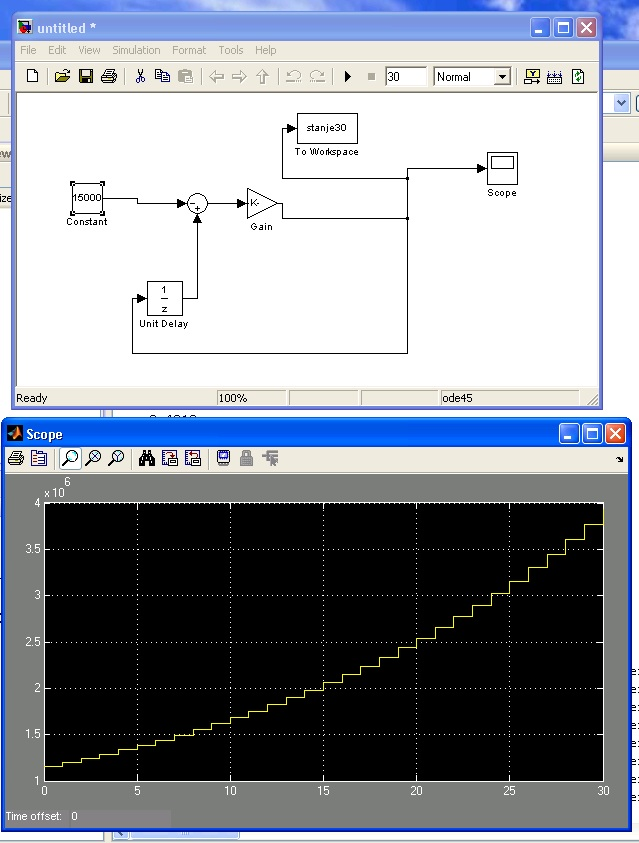 untitled *
File Edit View Simulation Format Tools Help
30 Normal
stanje30
To Workspace
15000
Constant
K-
Gain
Scope
1
z
Unit Delay
Ready 100% ode45
Scope
x 10 6
4
3.5
3
2.5
2
1.5
1
0 5 10 15 20 25 30
Time offset: 0